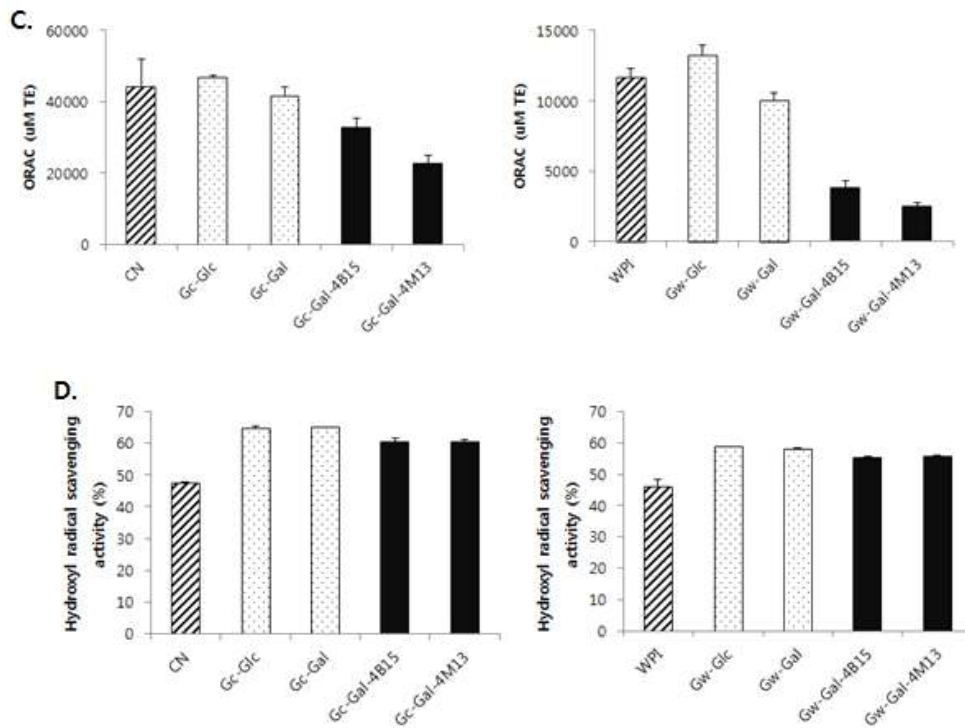 C.
ORAC (uM TE)
60000
40000
20000
0
CN
Gc-Glc
Gc-Gal
Gc-Gal-4B15
Gc-Gal-4M13
ORAC (uM TE)
15000
10000
5000
0
WPI
Gw-Glc
Gw-Gal
Gw-Gal-4B15
Gw-Gal-4M13
D.
Hydroxyl radical scavenging
activity (%)
70
60
50
40
30
20
10
0
CN
Gc-Glc
Gc-Gal
Gc-Gal-4B15
Gc-Gal-4M13
Hydroxyl radical scavenging
activity (%)
70
60
50
40
30
20
10
0
WPI
Gw-Glc
Gw-Gal
Gw-Gal-4B15
Gw-Gal-4M13